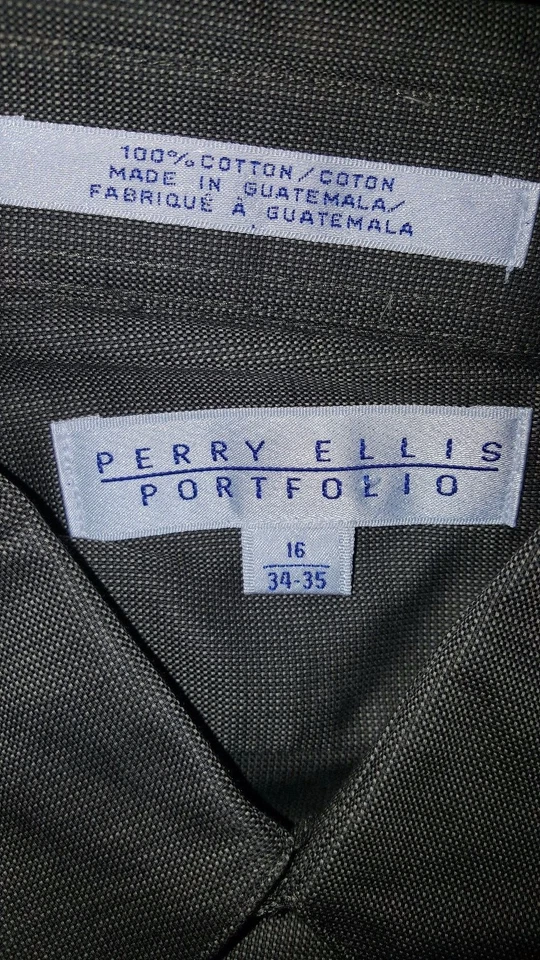 100% COTTON/COTON
MADE IN GUATEMALA/
FABRIQUÉ À GUATEMALA
PERRY ELLIS
PORTFOLIO
16
34-35